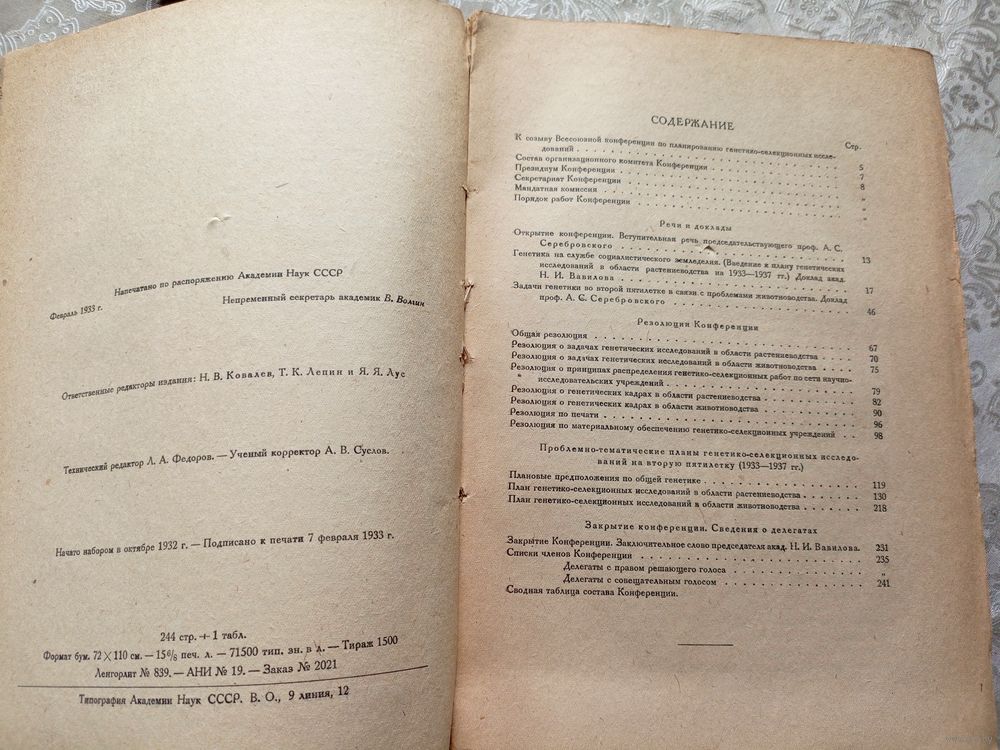 Напечатано по распоряжению Академии Наук СССР
Февраль 1933 г.
Непременный секретарь академик В. Волгин
Ответственные редакторы издания: Н. В. Ковалев, Т. К. Лепин и Я. Я. Лус
Технический редактор Л. А. Федоров. — Ученый корректор А. В. Суслов.
Начато набором в октябре 1932 г. — Подписано к печати 7 февраля 1933 г.
244 стр. + 1 табл.
Формат бум. 72 × 110 см. — 15 6/8 печ. л. — 71500 тип. зн. в л. — Тираж 1500
Ленгорлит № 839. — АНИ № 19. — Заказ № 2021
Типография Академии Наук СССР. В. О., 9 линия, 12
СОДЕРЖАНИЕ
Стр.
К созыву Всесоюзной конференции по планированию генетико-селекционных иссле-
дований . . . . 5
Состав организационного комитета Конференции . . . . 7
Президиум Конференции . . . . 8
Секретариат Конференции . . . . „
Мандатная комиссия . . . . „
Порядок работ Конференции . . . . „
Речи и доклады
Открытие конференции. Вступительная речь председательствующего проф. А. С.
Серебровского . . . . 13
Генетика на службе социалистического земледелия. (Введение к плану генетических
исследований в области растениеводства на 1933—1937 гг.) Доклад акад.
Н. И. Вавилова . . . . 17
Задачи генетики во второй пятилетке в связи с проблемами животноводства. Доклад
проф. А. С. Серебровского . . . . 46
Резолюции Конференции
Общая резолюция . . . . 67
Резолюция о задачах генетических исследований в области растениеводства . . . . 70
Резолюция о задачах генетических исследований в области животноводства . . . . 75
Резолюция о принципах распределения генетико-селекционных работ по сети научно-
исследовательских учреждений . . . . 79
Резолюция о генетических кадрах в области растениеводства . . . . 82
Резолюция о генетических кадрах в области животноводства . . . . 90
Резолюция по печати . . . . 96
Резолюция по материальному обеспечению генетико-селекционных учреждений . . 98
Проблемно-тематические планы генетико-селекционных исследо-
ваний на вторую пятилетку (1933—1937 гг.)
Плановые предположения по общей генетике . . . . 119
План генетико-селекционных исследований в области растениеводства . . . . 130
План генетико-селекционных исследований в области животноводства . . . . 218
Закрытие конференции. Сведения о делегатах
Закрытие Конференции. Заключительное слово председателя акад. Н. И. Вавилова. 231
Списки членов Конференции . . . . 235
Делегаты с правом решающего голоса . . . . „
Делегаты с совещательным голосом . . . . 241
Сводная таблица состава Конференции.